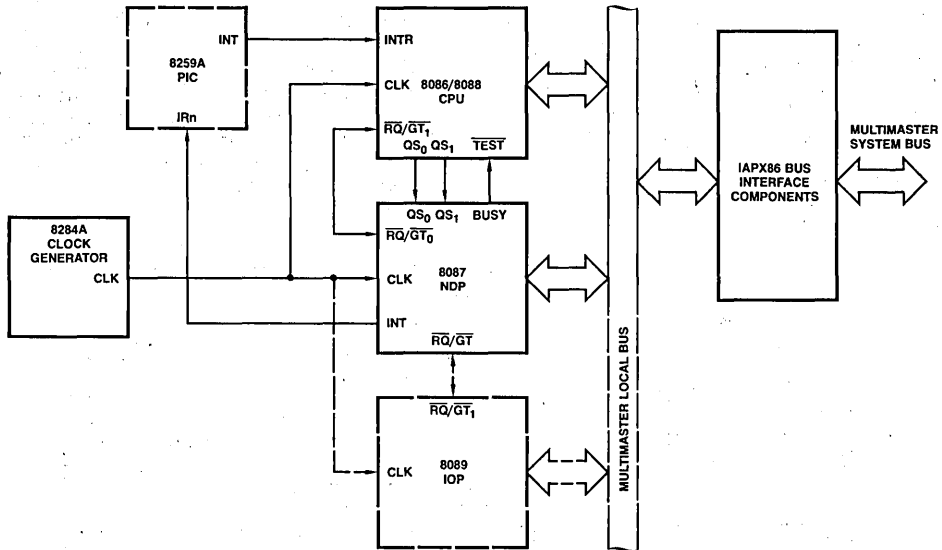 INT
8259A
PIC
IRn
INTR
CLK
8086/8088
CPU
RQ/GT1
QS0 QS1 TEST
QS0 QS1 BUSY
RQ/GT0
8284A
CLOCK
GENERATOR
CLK
CLK
8087
NDP
INT
RQ/GT
RQ/GT1
CLK
8089
IOP
MULTIMASTER LOCAL BUS
IAPX86 BUS
INTERFACE
COMPONENTS
MULTIMASTER
SYSTEM BUS